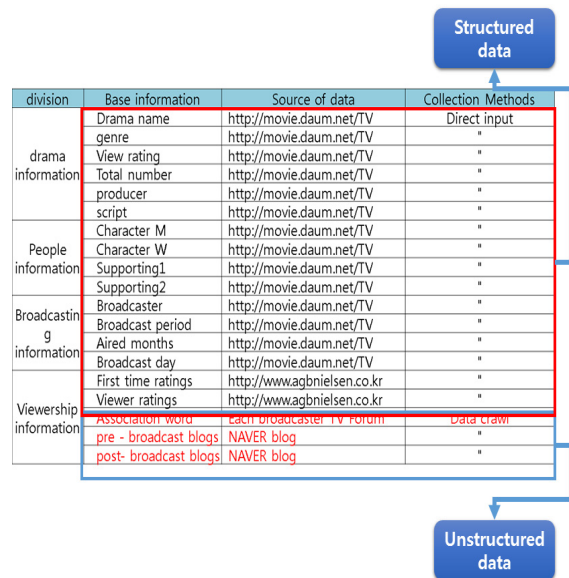 Structured
data
division Base information Source of data Collection Methods
drama
information
Drama name http://movie.daum.net/TV Direct input
genre http://movie.daum.net/TV "
View rating http://movie.daum.net/TV "
Total number http://movie.daum.net/TV "
producer http://movie.daum.net/TV "
script http://movie.daum.net/TV "
People
information
Character M http://movie.daum.net/TV "
Character W http://movie.daum.net/TV "
Supporting1 http://movie.daum.net/TV "
Supporting2 http://movie.daum.net/TV "
Broadcastin
g
information
Broadcaster http://movie.daum.net/TV "
Broadcast period http://movie.daum.net/TV "
Aired months http://movie.daum.net/TV "
Broadcast day http://movie.daum.net/TV "
Viewership
information
First time ratings http://www.agbnielsen.co.kr "
Viewer ratings http://www.agbnielsen.co.kr "
Association word Each broadcaster TV Forum Data crawl
pre - broadcast blogs NAVER blog "
post- broadcast blogs NAVER blog "
Unstructured
data